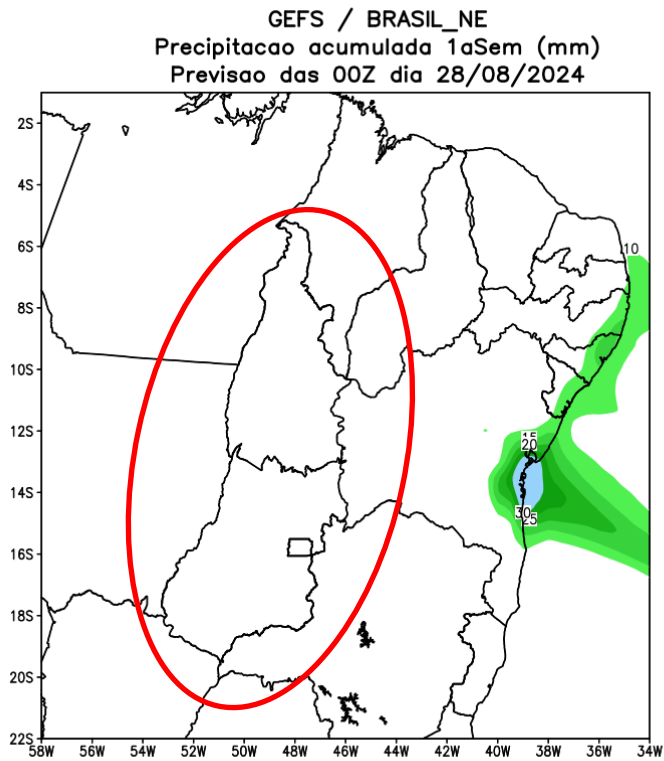 GEFS / BRASIL_NE
Precipitacao acumulada 1aSem (mm)
Previsao das 00Z dia 28/08/2024
2S
4S
6S
10
8S
10S
12S
15
20
14S
30
25
16S
18S
20S
22S
58W 56W 54W 52W 50W 48W 46W 44W 42W 40W 38W 36W 34W